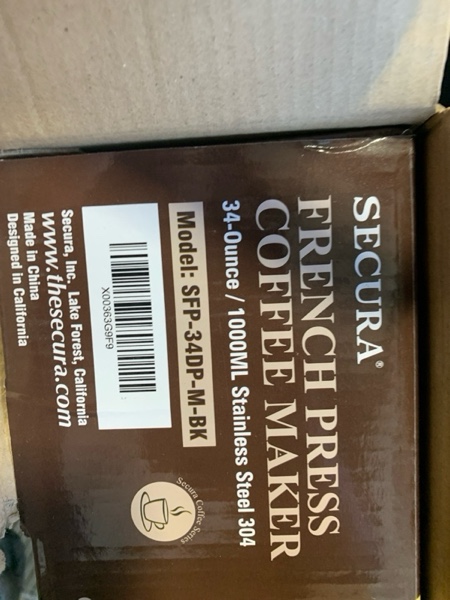 SECURA®
FRENCH PRESS
COFFEE MAKER
34-Ounce / 1000ML Stainless Steel 304
Model: SFP-34DP-M-BK
Secura Coffee Series
X00363G9F9
Secura, Inc., Lake Forest, California
www.thesecura.com
Made in China
Designed in California